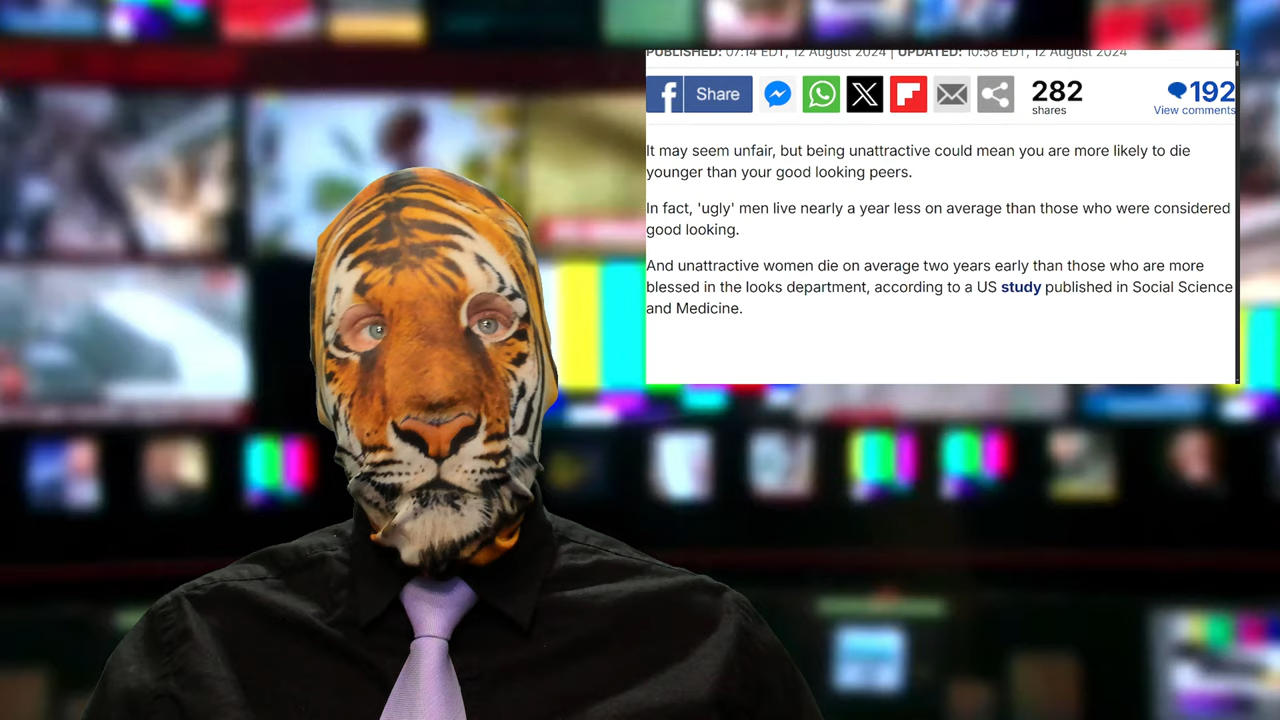 PUBLISHED: 07:14 EDT, 12 August 2024 | UPDATED: 10:58 EDT, 12 August 2024
Share
282
shares
192
View comments
It may seem unfair, but being unattractive could mean you are more likely to die
younger than your good looking peers.
In fact, 'ugly' men live nearly a year less on average than those who were considered
good looking.
And unattractive women die on average two years early than those who are more
blessed in the looks department, according to a US study published in Social Science
and Medicine.